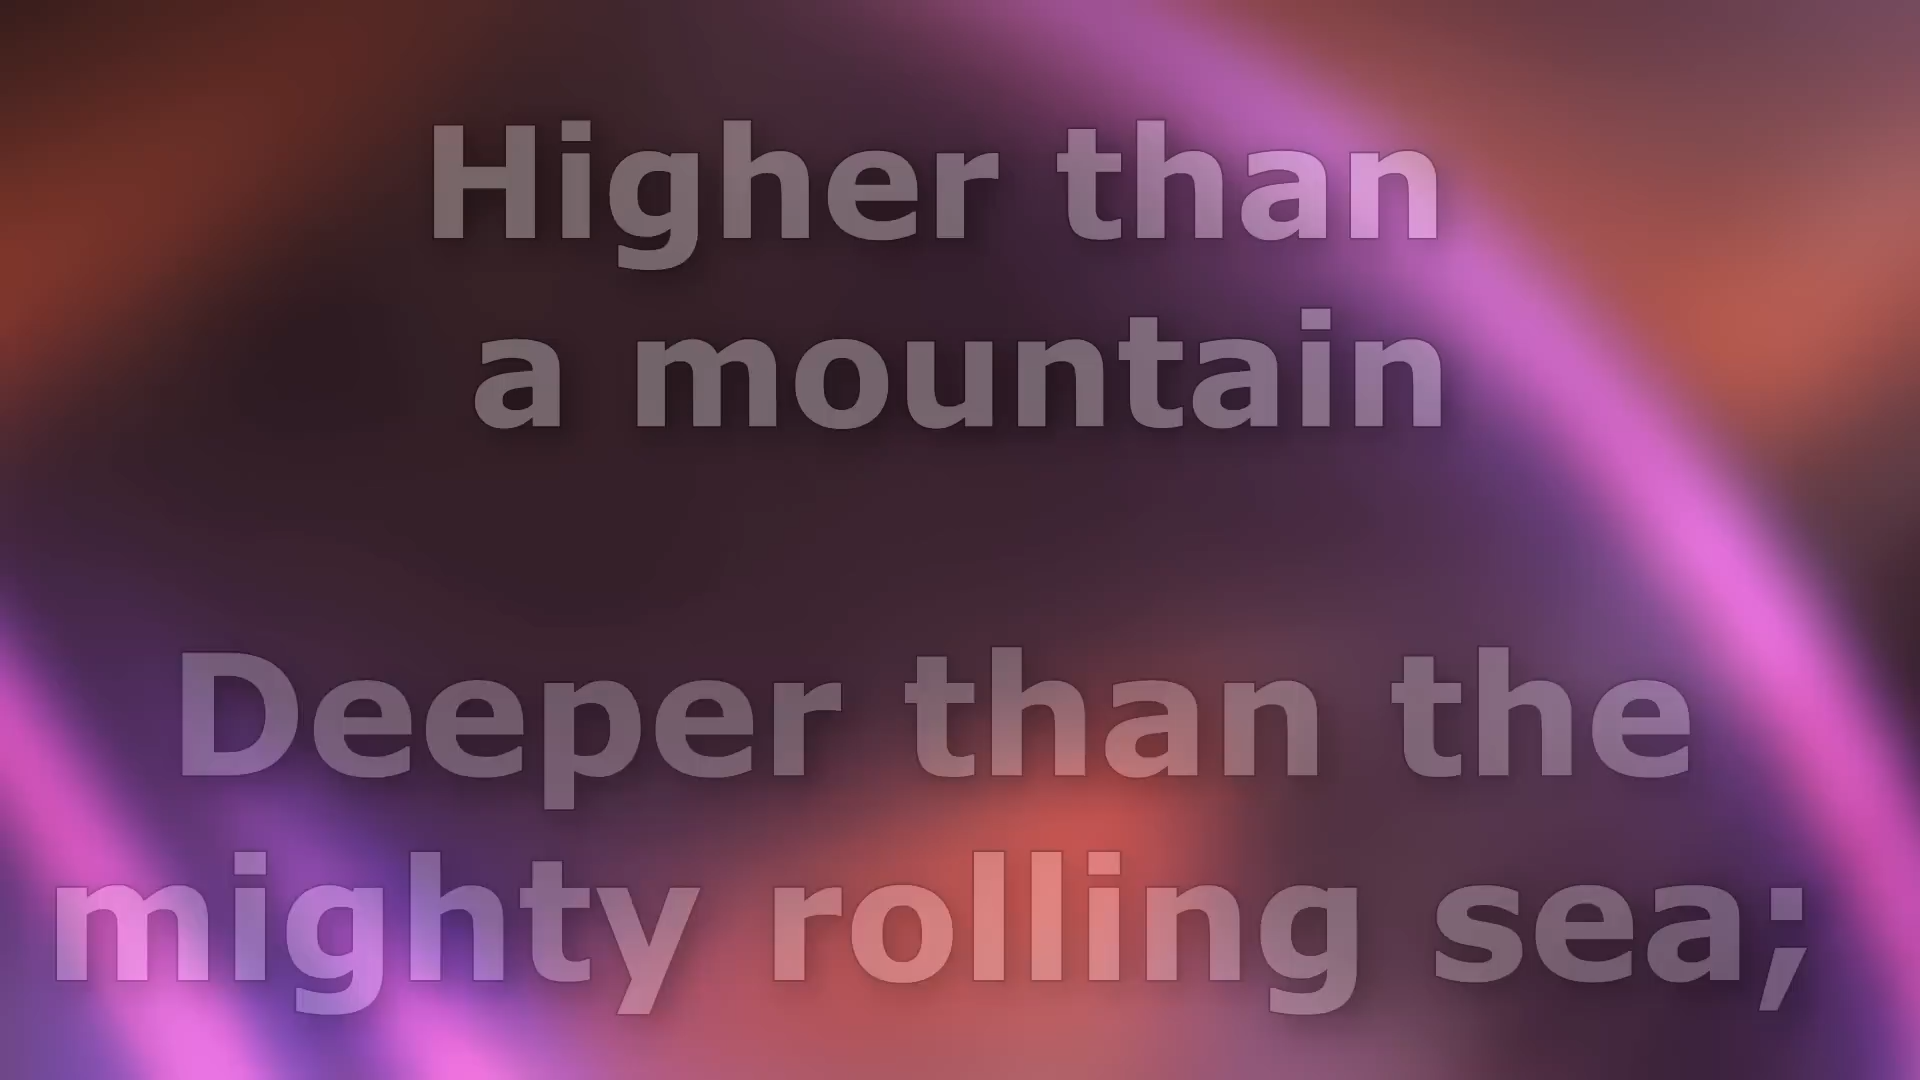 Higher than
a mountain
Deeper than the
mighty rolling sea;